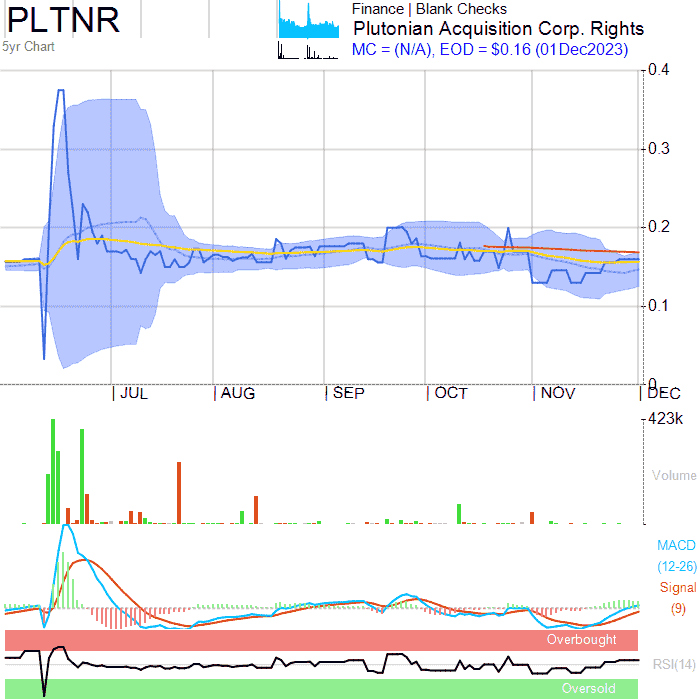 PLTNR
5yr Chart
Finance | Blank Checks
Plutonian Acquisition Corp. Rights
MC = (N/A), EOD = $0.16 (01Dec2023)
0.4
0.3
0.2
0.1
0
JUL AUG SEP OCT NOV DEC
423k
Volume
MACD
(12-26)
Signal
(9)
Overbought
RSI(14)
Oversold